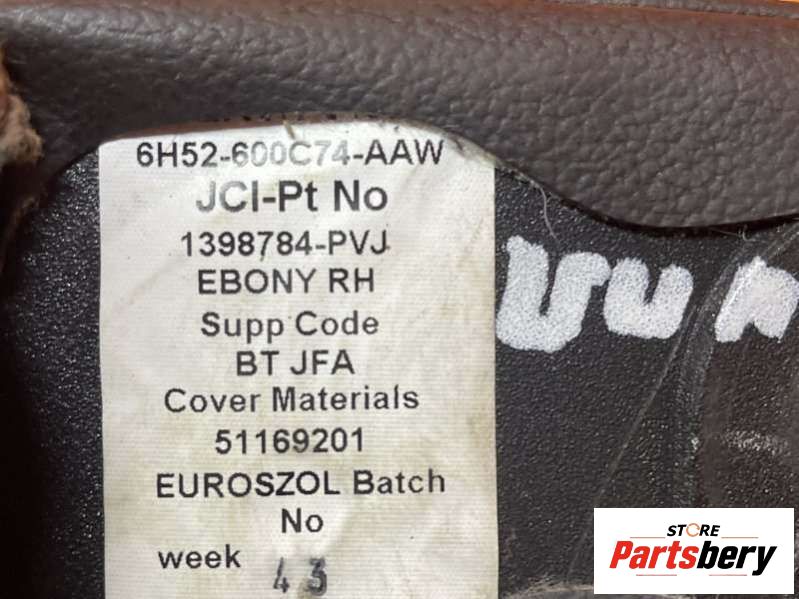 6H52-600C74-AAW
JCI-Pt No
1398784-PVJ
EBONY RH
Supp Code
BT JFA
Cover Materials
51169201
EUROSZOL Batch
No
week 43
STORE
Partsbery